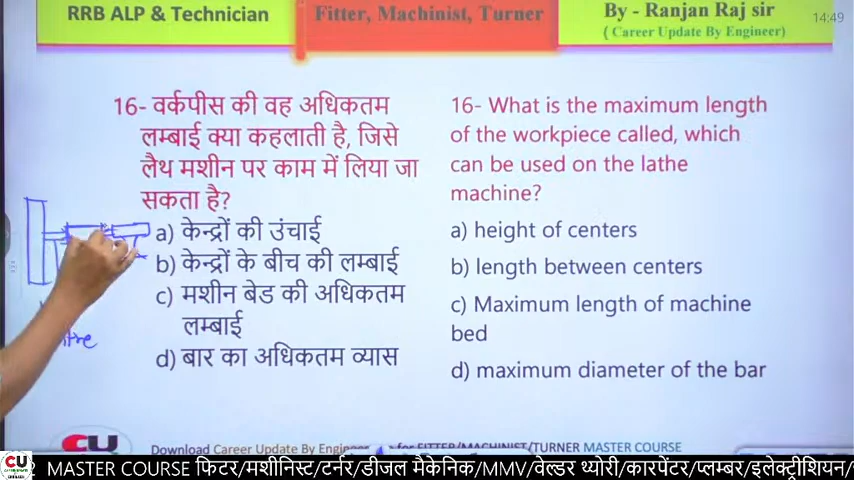 RRB ALP & Technician
Fitter, Machinist, Turner
By - Ranjan Raj sir
( Career Update By Engineer)
14:49
16- वर्कपीस की वह अधिकतम
लम्बाई क्या कहलाती है, जिसे
लैथ मशीन पर काम में लिया जा
सकता है?
a) केन्द्रों की उंचाई
b) केन्द्रों के बीच की लम्बाई
c) मशीन बेड की अधिकतम
लम्बाई
d) बार का अधिकतम व्यास
16- What is the maximum length
of the workpiece called, which
can be used on the lathe
machine?
a) height of centers
b) length between centers
c) Maximum length of machine
bed
d) maximum diameter of the bar
CU
Download Career Update By Engineer for FITTER/MACHINIST/TURNER MASTER COURSE
CU
MASTER COURSE फिटर/मशीनिस्ट/टर्नर/डीजल मैकेनिक/MMV/वेल्डर थ्योरी/कारपेंटर/प्लम्बर/इलेक्ट्रीशियन/